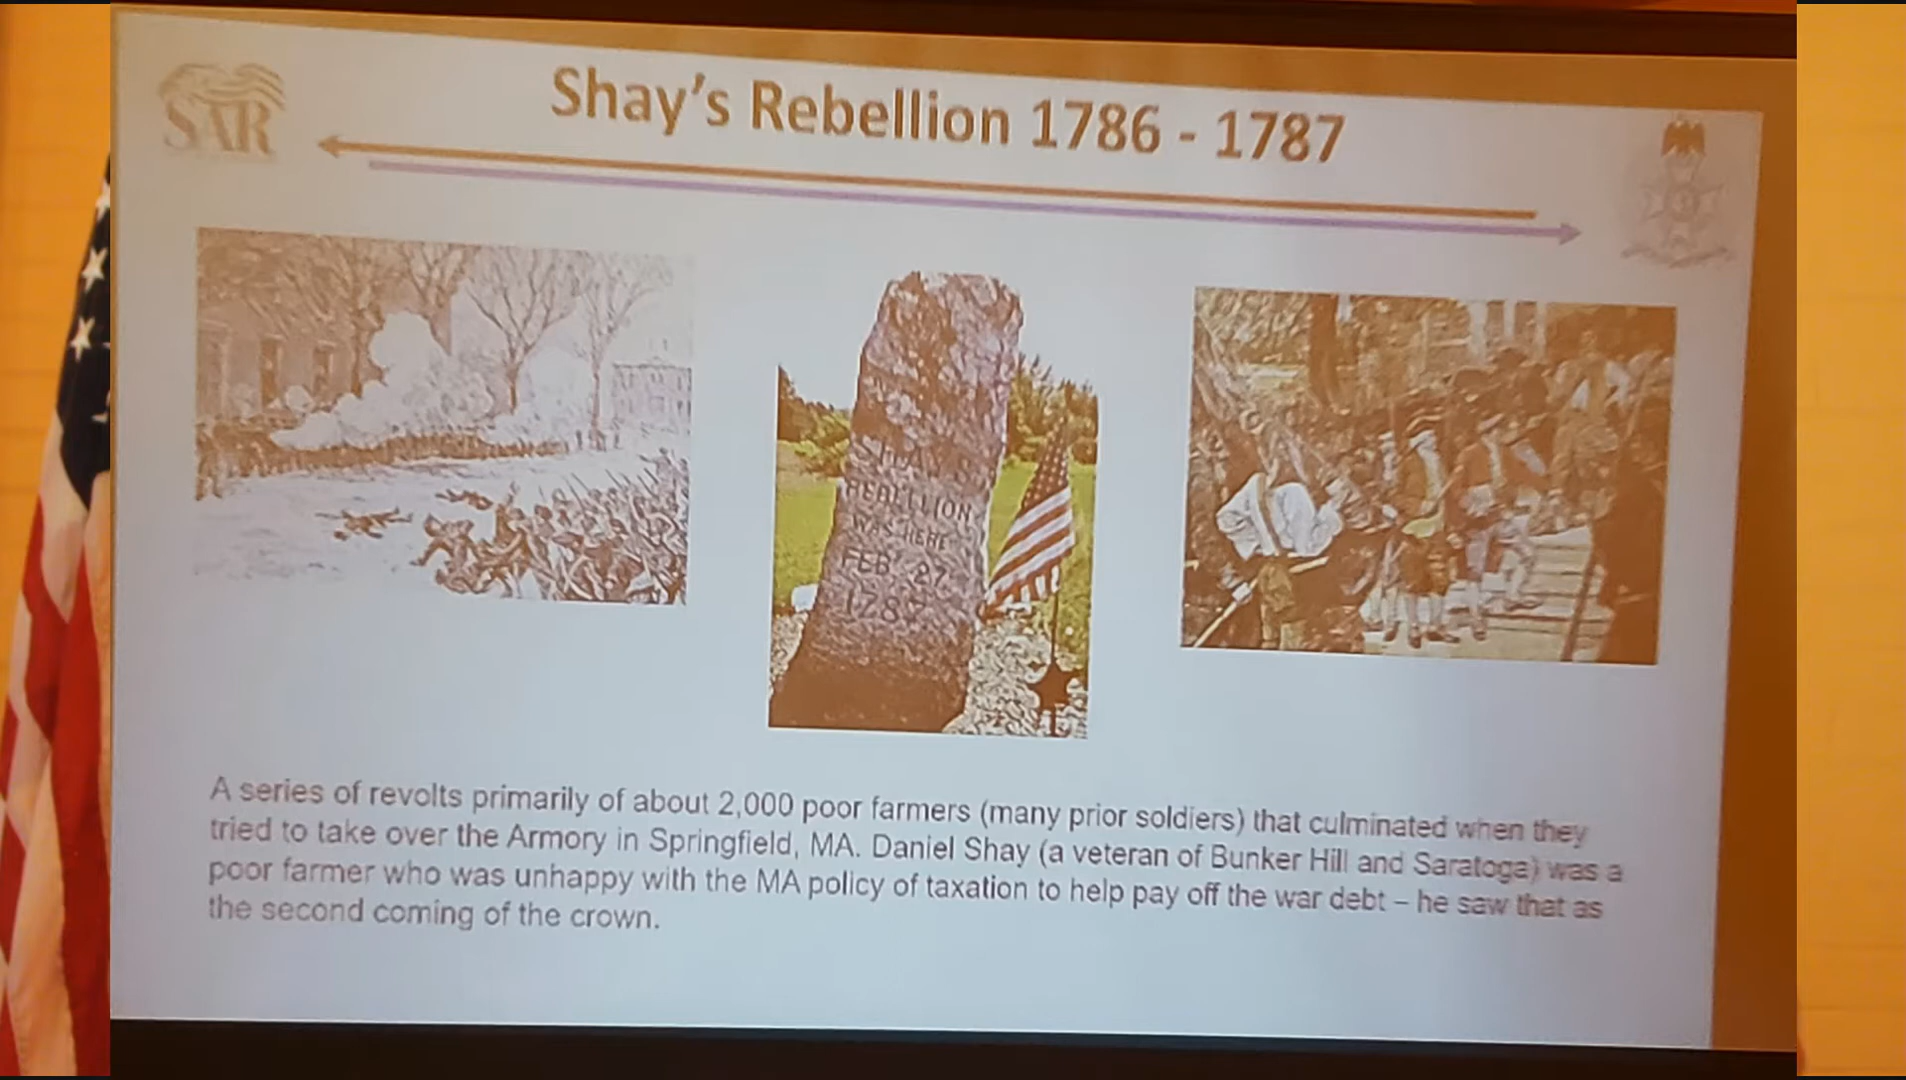 SAR
Shay's Rebellion 1786 - 1787
SHAY'S
REBELLION
WAS HERE
FEB 27
1787
A series of revolts primarily of about 2,000 poor farmers (many prior soldiers) that culminated when they
tried to take over the Armory in Springfield, MA. Daniel Shay (a veteran of Bunker Hill and Saratoga) was a
poor farmer who was unhappy with the MA policy of taxation to help pay off the war debt – he saw that as
the second coming of the crown.